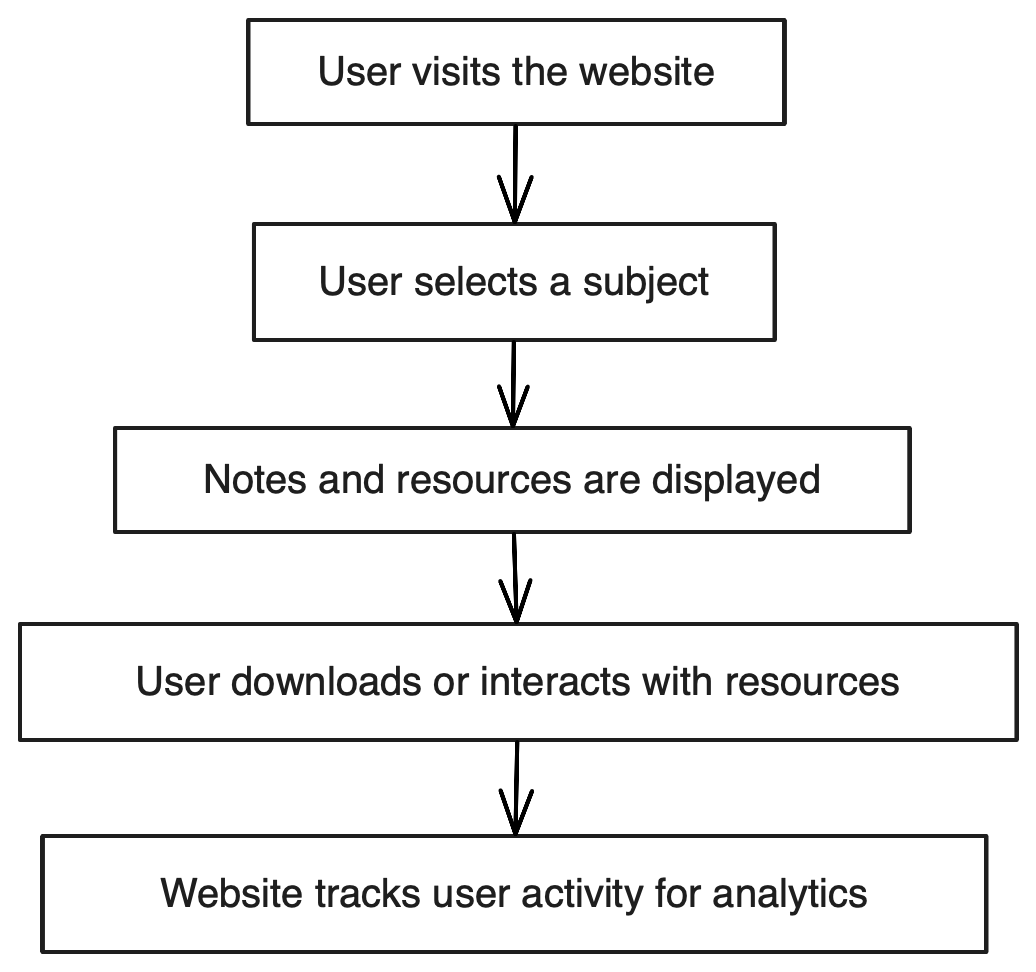 User visits the website
User selects a subject
Notes and resources are displayed
User downloads or interacts with resources
Website tracks user activity for analytics